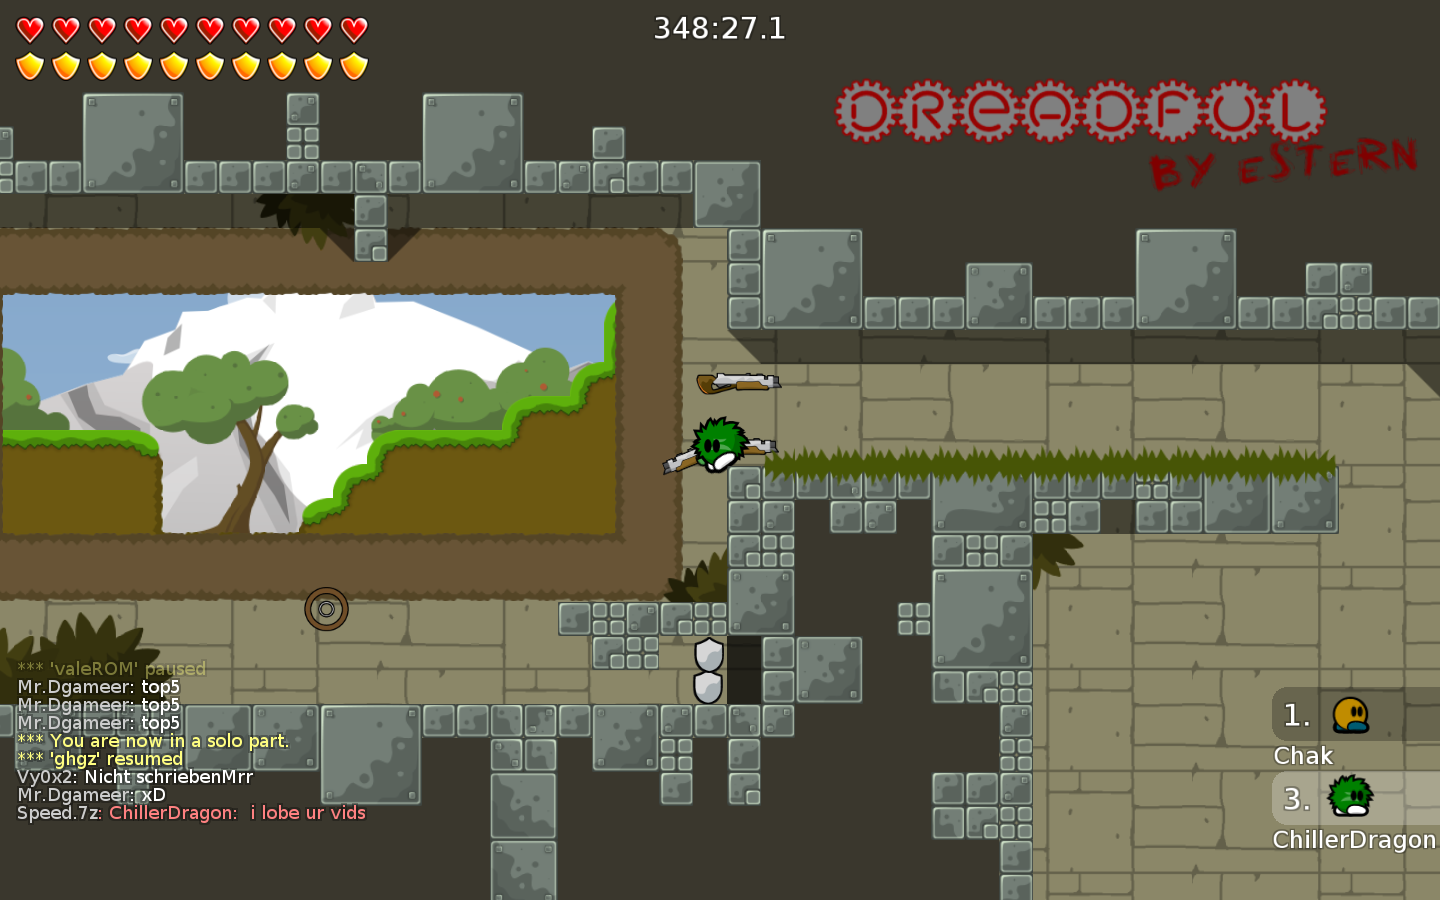 348:27.1
DREADFUL
BY ESTERN
*** 'valeROM' paused
Mr.Dgameer: top5
Mr.Dgameer: top5
Mr.Dgameer: top5
*** You are now in a solo part.
*** 'ghgz' resumed
Vy0x2: Nicht schriebenMrr
Mr.Dgameer: xD
Speed.7z: ChillerDragon:  i lobe ur vids
1.
Chak
3.
ChillerDragon